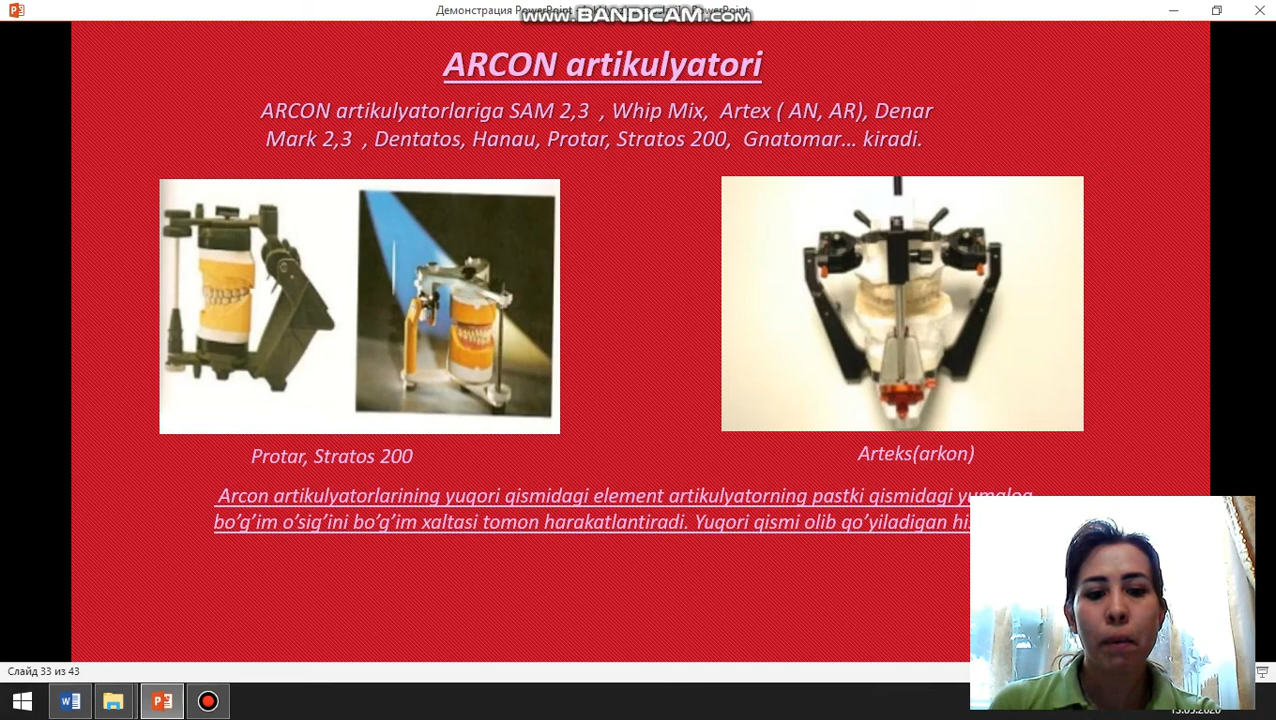 Демонстрация PowerPoint
www.BANDICAM.com
ARCON artikulyatori
ARCON artikulyatorlariga SAM 2,3 , Whip Mix, Artex ( AN, AR), Denar
Mark 2,3 , Dentatos, Hanau, Protar, Stratos 200, Gnatomar... kiradi.
Protar, Stratos 200
Arteks(arkon)
Arcon artikulyatorlarining yuqori qismidagi element artikulyatorning pastki qismidagi yumaloq
bo'g'im o'sig'ini bo'g'im xaltasi tomon harakatlantiradi. Yuqori qismi olib qo'yiladigan
Слайд 33 из 43